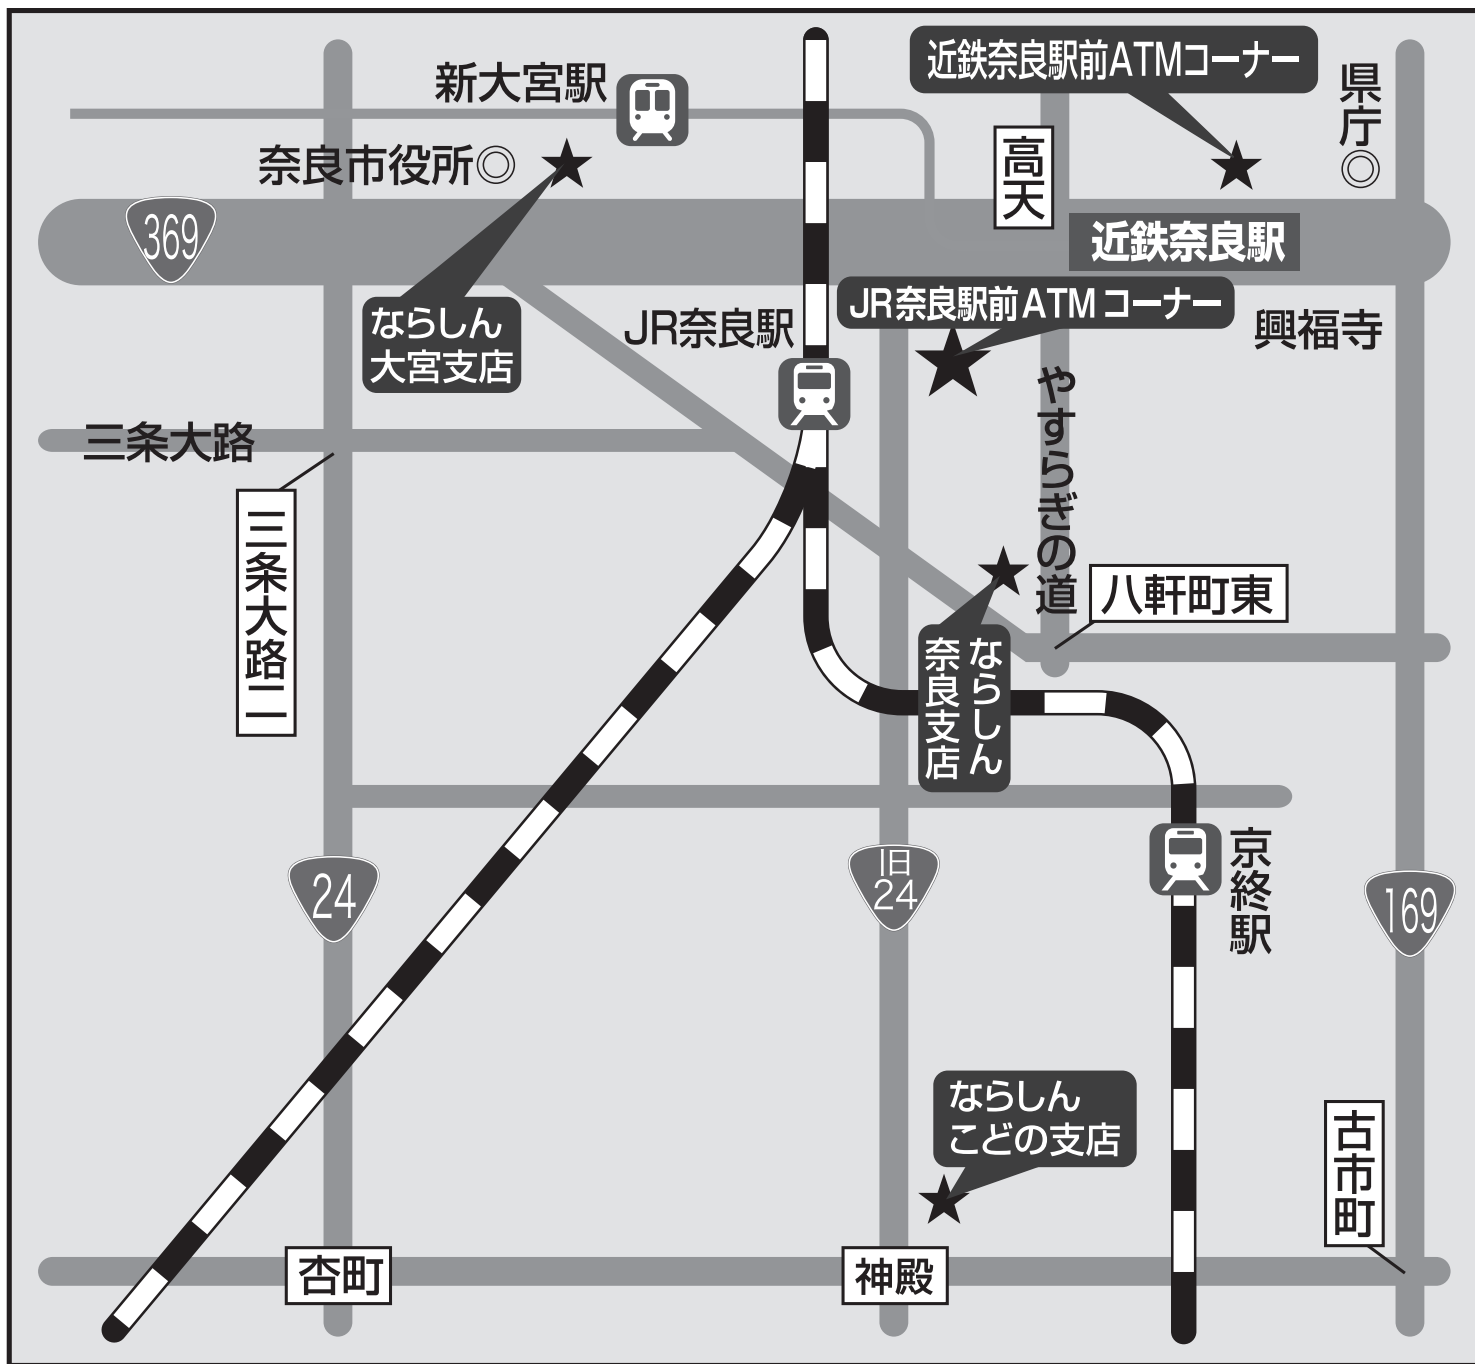 近鉄奈良駅前ATMコーナー
新大宮駅
県庁◎
奈良市役所◎
高天
369
近鉄奈良駅
JR奈良駅前ATMコーナー
ならしん
大宮支店
JR奈良駅
興福寺
やすらぎの道
三条大路
三条大路二
八軒町東
ならしん
奈良支店
24
旧
24
京終駅
169
ならしん
こどの支店
古市町
杏町
神殿